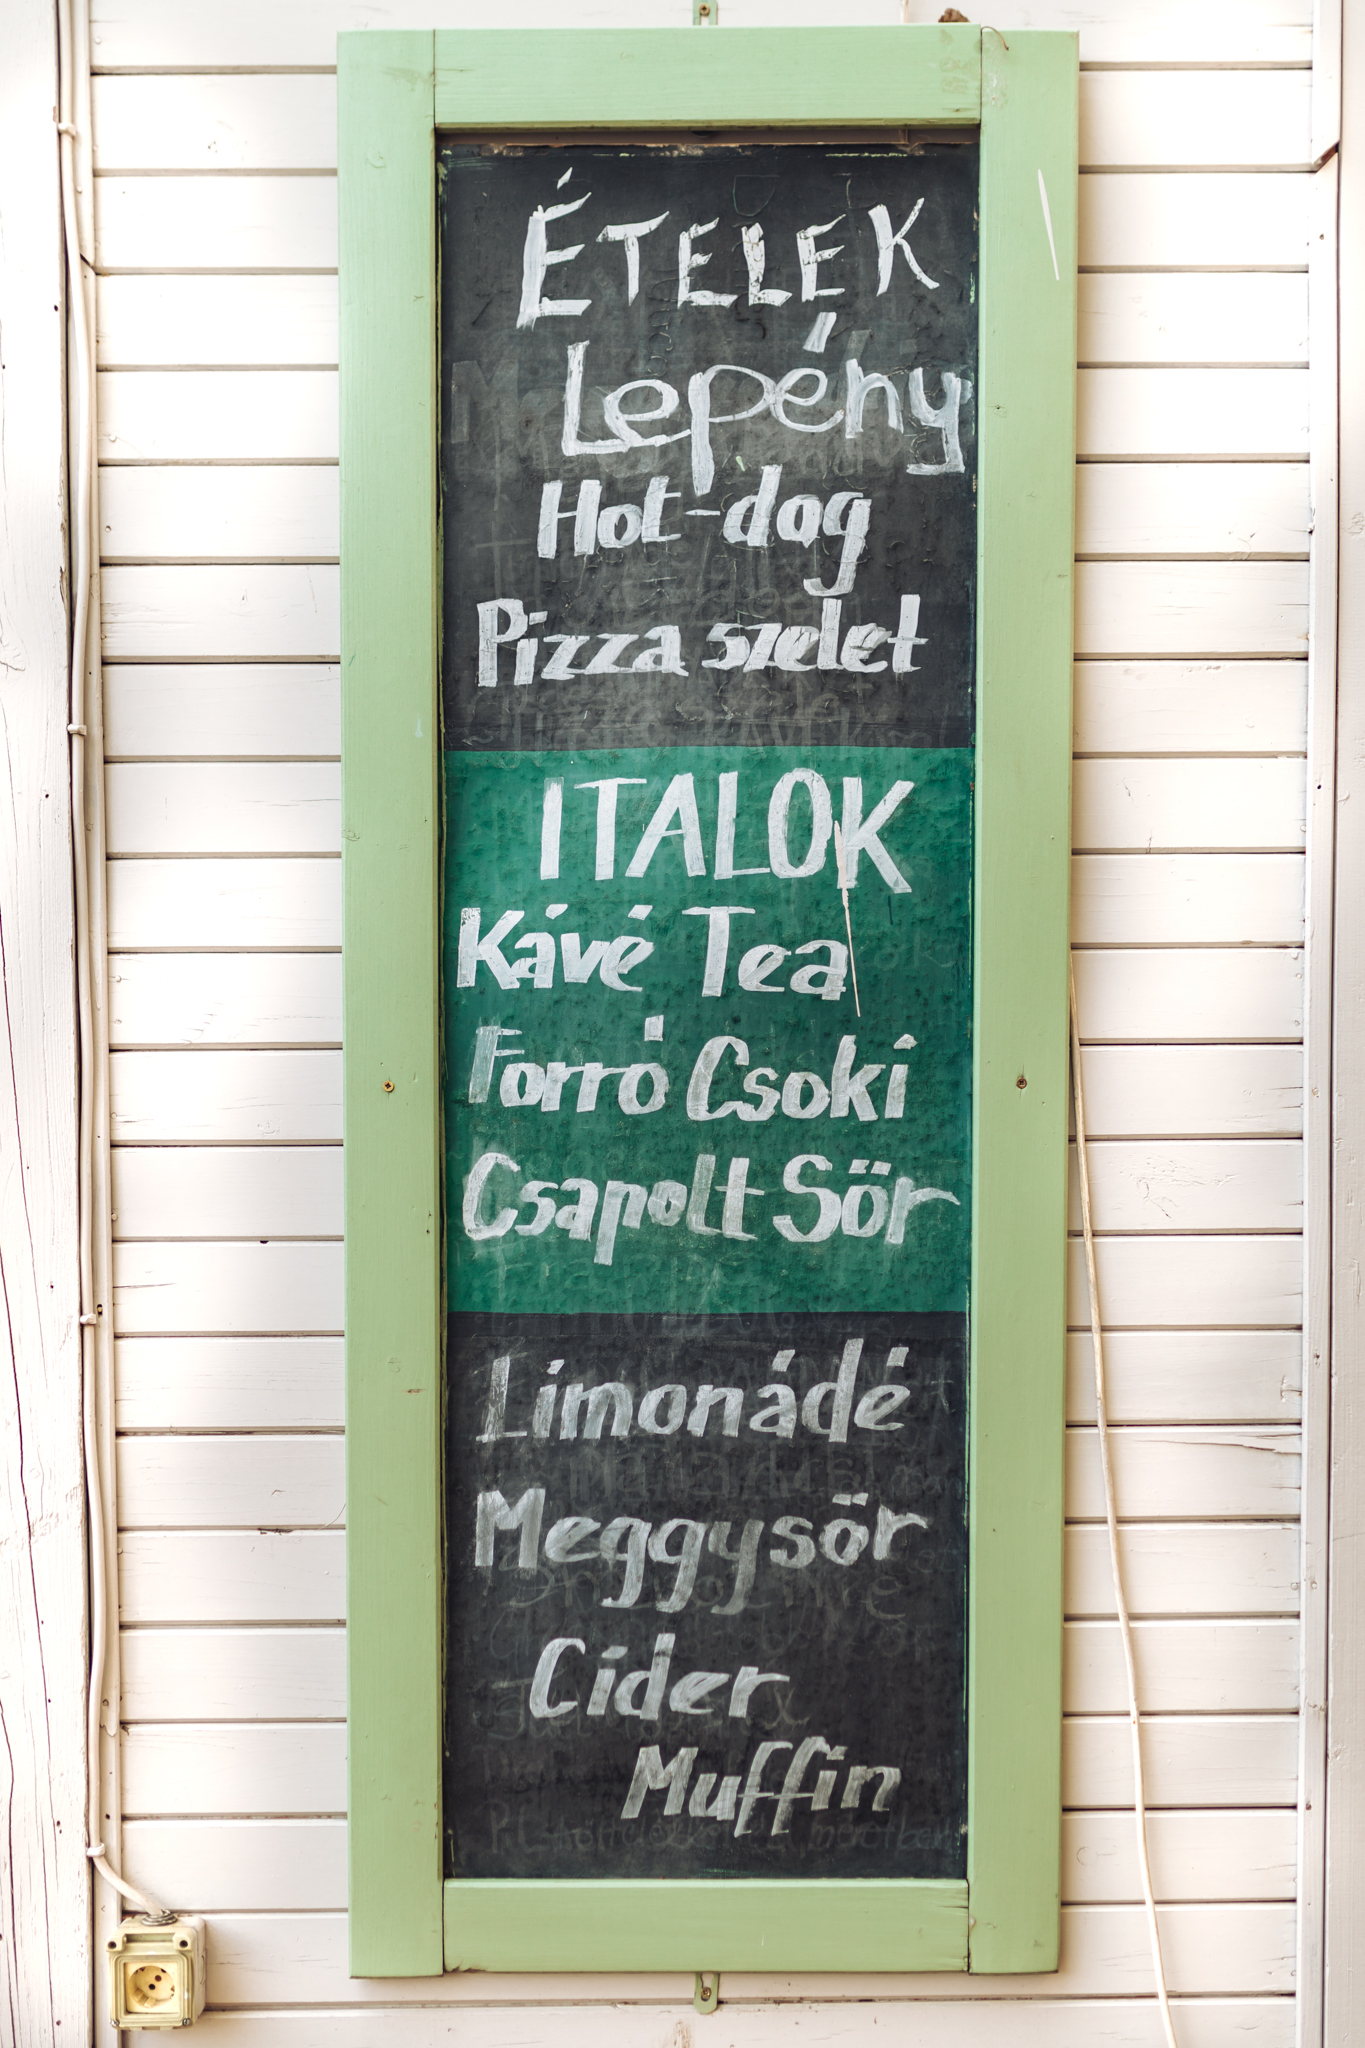 ÉTELEK
Lepény
Hot-dog
Pizza szelet
ITALOK
Kávé Tea
Forró Csoki
Csapolt Sör
Limonádé
Meggysör
Cider
Muffin